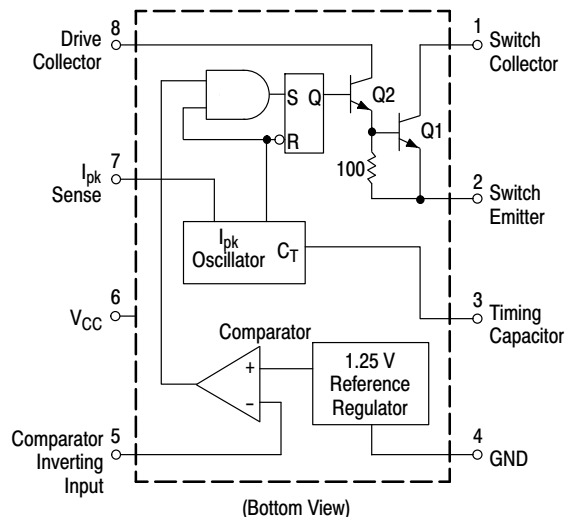 8
Drive
Collector
1
Switch
Collector
S Q
R
Q2
Q1
100
7
Ipk
Sense
2
Switch
Emitter
Ipk
Oscillator
CT
6
VCC
3
Timing
Capacitor
Comparator
+
–
1.25 V
Reference
Regulator
5
Comparator
Inverting
Input
4
GND
(Bottom View)